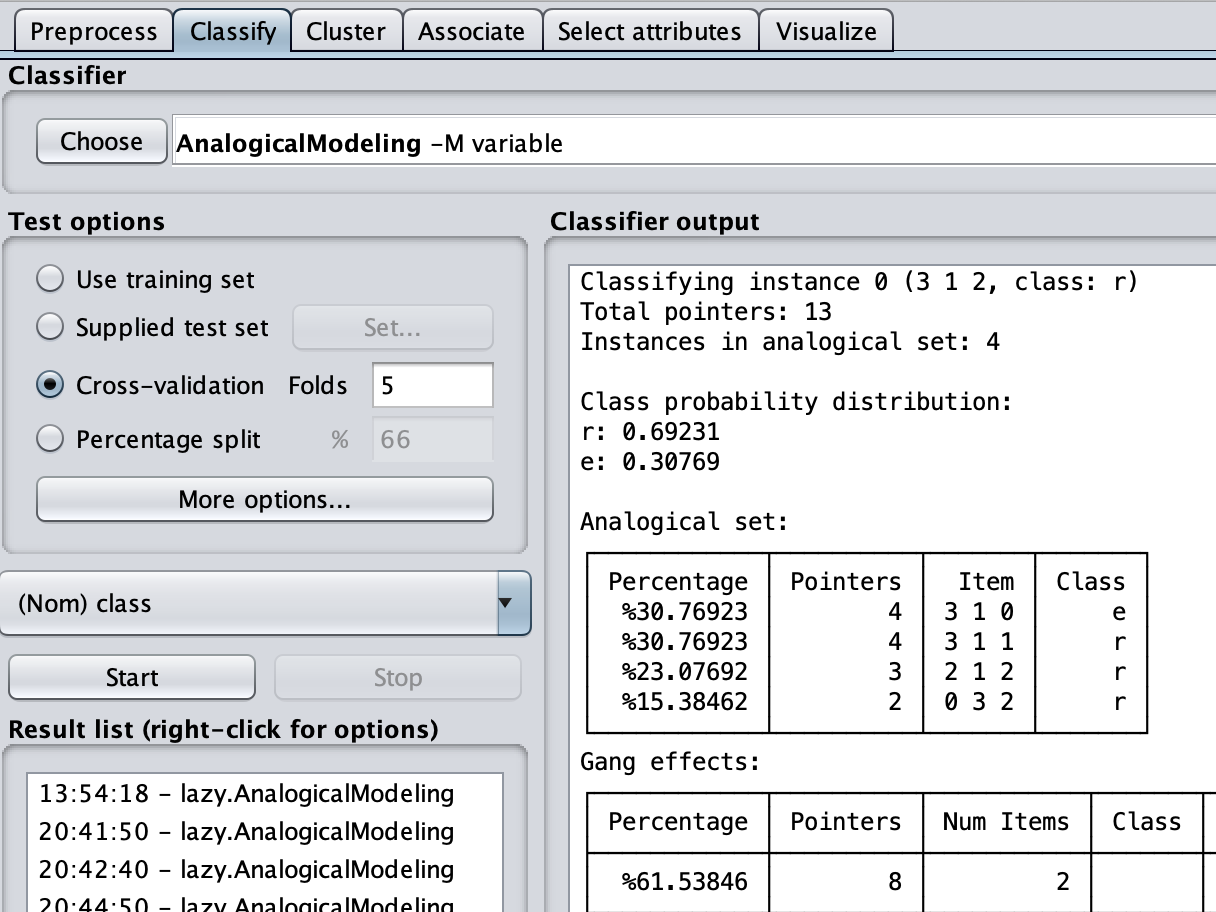 Preprocess Classify Cluster Associate Select attributes Visualize
Classifier
Choose AnalogicalModeling -M variable
Test options
Use training set
Supplied test set Set...
Cross-validation Folds 5
Percentage split % 66
More options...
(Nom) class
Start Stop
Result list (right-click for options)
13:54:18 - lazy.AnalogicalModeling
20:41:50 - lazy.AnalogicalModeling
20:42:40 - lazy.AnalogicalModeling
20:44:50 - lazy.AnalogicalModeling
Classifier output
Classifying instance 0 (3 1 2, class: r)
Total pointers: 13
Instances in analogical set: 4
Class probability distribution:
r: 0.69231
e: 0.30769
Analogical set:
Percentage Pointers Item Class
%30.76923 4 3 1 0 e
%30.76923 4 3 1 1 r
%23.07692 3 2 1 2 r
%15.38462 2 0 3 2 r
Gang effects:
Percentage Pointers Num Items Class
%61.53846 8 2